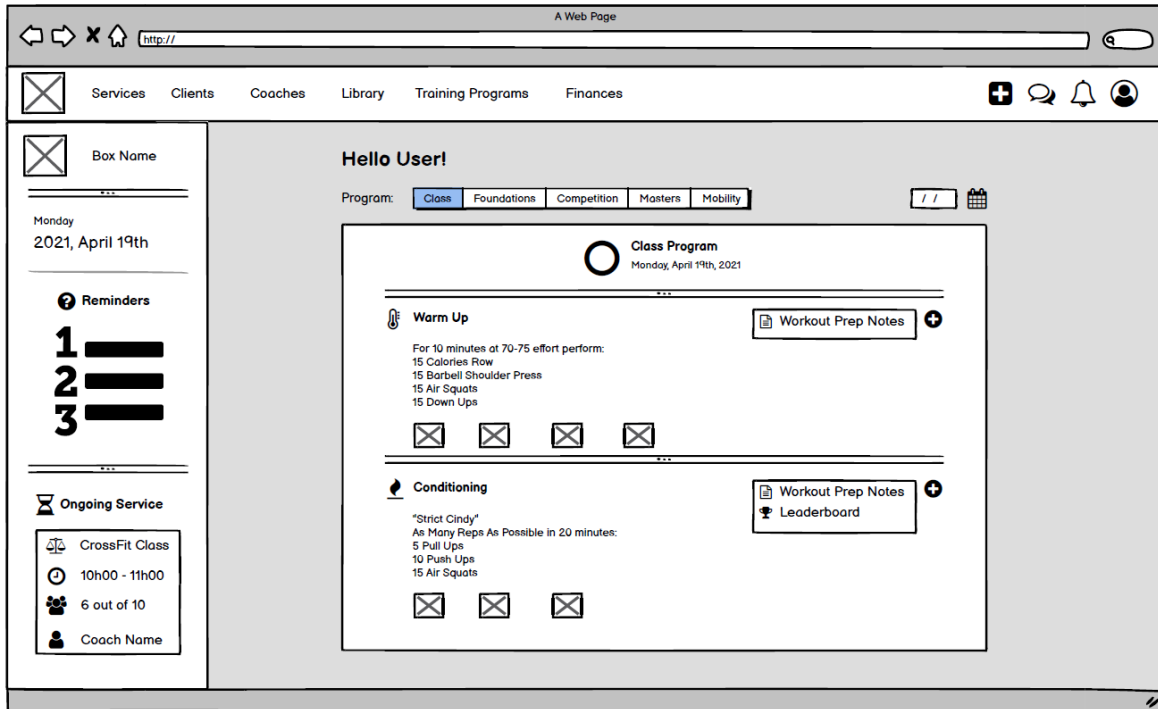 A Web Page
http://
Services Clients Coaches Library Training Programs Finances
Box Name
Monday
2021, April 19th
Reminders
1
2
3
Ongoing Service
CrossFit Class
10h00 - 11h00
6 out of 10
Coach Name
Hello User!
Program: Class Foundations Competition Masters Mobility
/ /
Class Program
Monday, April 19th, 2021
Warm Up
Workout Prep Notes
For 10 minutes at 70-75 effort perform:
15 Calories Row
15 Barbell Shoulder Press
15 Air Squats
15 Down Ups
Conditioning
Workout Prep Notes
Leaderboard
"Strict Cindy"
As Many Reps As Possible in 20 minutes:
5 Pull Ups
10 Push Ups
15 Air Squats